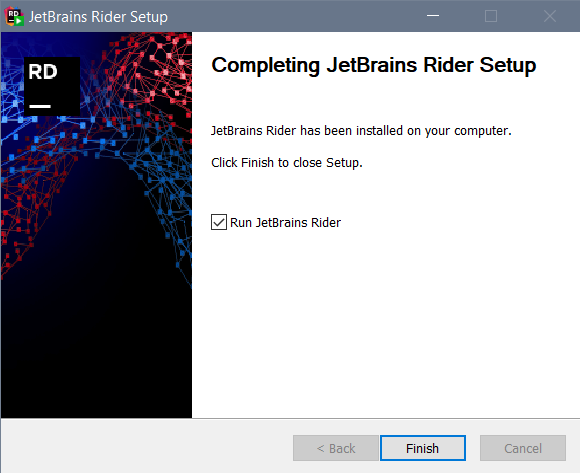 JetBrains Rider Setup
RD
Completing JetBrains Rider Setup
JetBrains Rider has been installed on your computer.
Click Finish to close Setup.
Run JetBrains Rider
< Back
Finish
Cancel